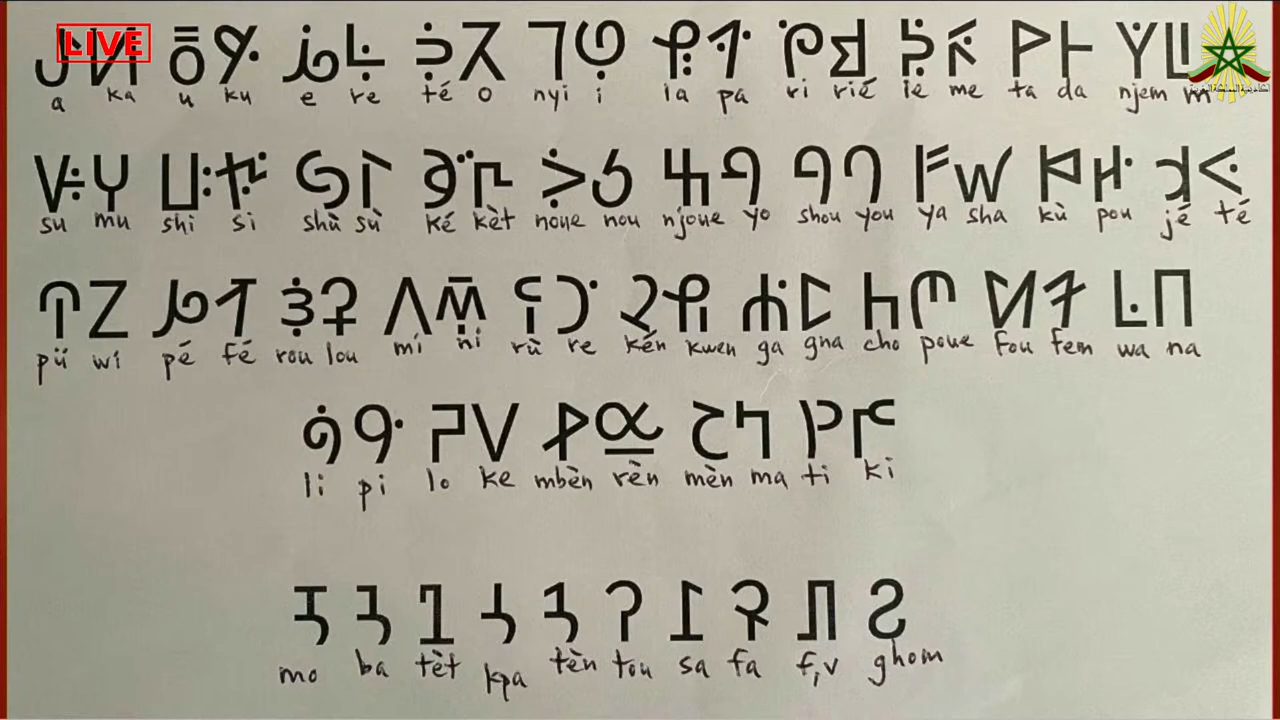 LIVE
ꚠ ꚡ ꚢ ꚣ ꚤ ꚥ ꚦ ꚧ ꚨ ꚩ ꚪ ꚫ ꚬ ꚭ ꚮ ꚯ ꚰ ꚱ ꚲ ꚳ
a ka u ku e re té o nyi i la pa ri rié lé me ta da njem m
ꚴ ꚵ ꚶ ꚷ ꚸ ꚹ ꚺ ꚻ ꚼ ꚽ ꚾ ꚿ ꛀ ꛁ ꛂ ꛃ ꛄ ꛅ ꛆ ꛇ
su mu shi si shù sù ké kèt noue nou njoue yo shou you ya sha kù pou jé té
ꛈ ꛉ ꛊ ꛋ ꛌ ꛍ ꛎ ꛏ ꛐ ꛑ ꛒ ꛓ ꛔ ꛕ ꛖ ꛗ ꛘ ꛙ ꛚ ꛛ
pü wí pé fé rou lou mí ni rù re kén kwen ga gna cho poue fou fem wa na
ꛜ ꛝ ꛞ ꛟ ꛠ ꛡ ꛢ ꛣ ꛤ ꛥ
li pi lo ke mbèn rèn mèn ma ti ki
ꛦ ꛧ ꛨ ꛩ ꛪ ꛫ ꛬ ꛭ ꛮ ꛯ
mo ba tèt kpa tèn tou sa fa f,v ghom